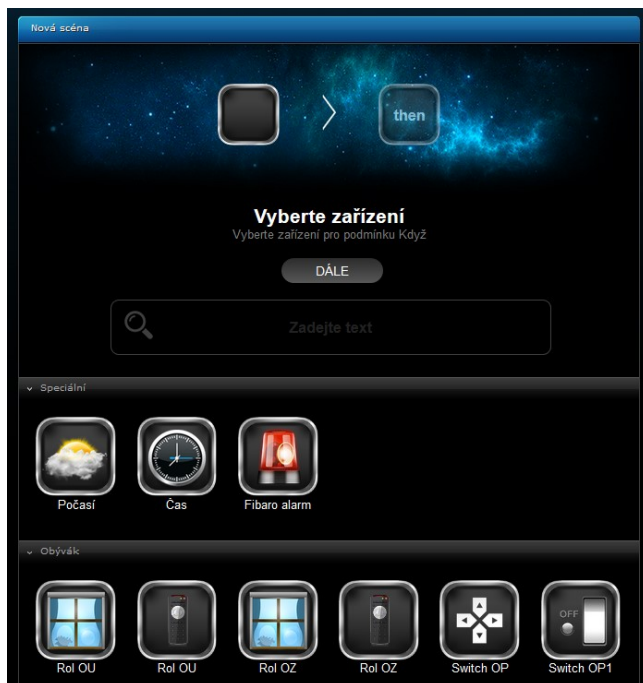 Nová scéna
then
Vyberte zařízení
Vyberte zařízení pro podmínku Když
DÁLE
Zadejte text
Speciální
Počasí
Čas
Fibaro alarm
Obývák
OFF
Rol OU
Rol OU
Rol OZ
Rol OZ
Switch OP
Switch OP1